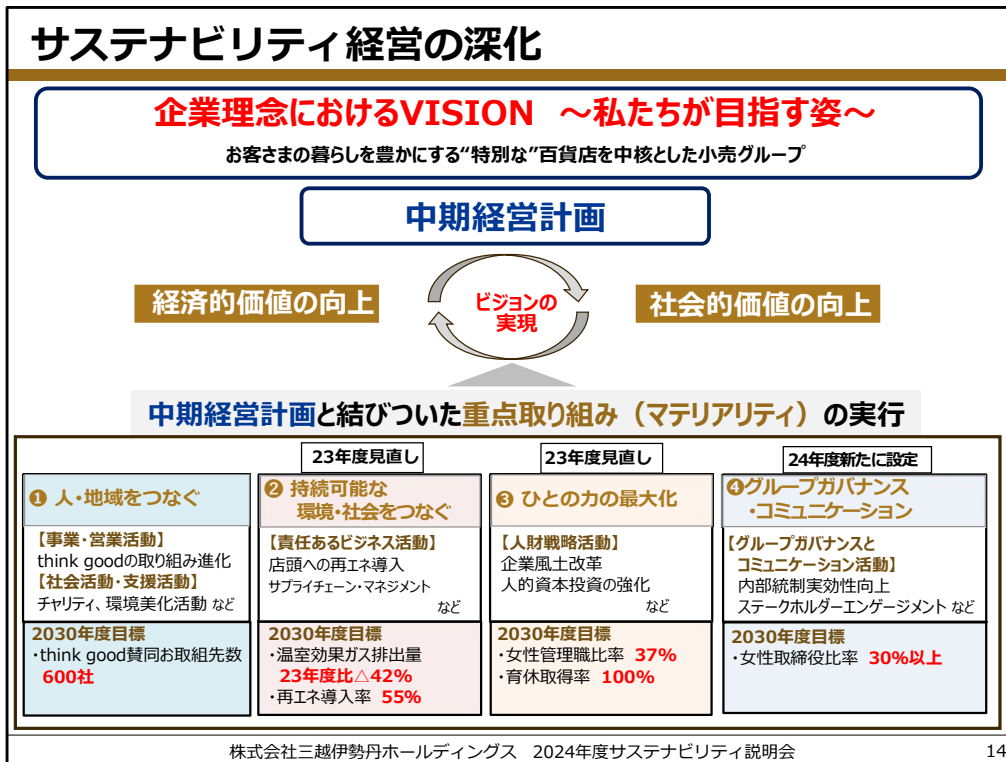 サステナビリティ経営の深化
企業理念におけるVISION ～私たちが目指す姿～
お客さまの暮らしを豊かにする“特別な”百貨店を中核とした小売グループ
中期経営計画
経済的価値の向上
ビジョンの
実現
社会的価値の向上
中期経営計画と結びついた重点取り組み（マテリアリティ）の実行
❶ 人・地域をつなぐ
【事業・営業活動】
think goodの取り組み進化
【社会活動・支援活動】
チャリティ、環境美化活動 など
2030年度目標
・think good賛同お取組先数
600社
23年度見直し
❷ 持続可能な
環境・社会をつなぐ
【責任あるビジネス活動】
店頭への再エネ導入
サプライチェーン・マネジメント
など
2030年度目標
・温室効果ガス排出量
23年度比△42%
・再エネ導入率 55%
23年度見直し
❸ ひとの力の最大化
【人財戦略活動】
企業風土改革
人的資本投資の強化
など
2030年度目標
・女性管理職比率 37%
・育休取得率 100%
24年度新たに設定
❹グループガバナンス
・コミュニケーション
【グループガバナンスと
コミュニケーション活動】
内部統制実効性向上
ステークホルダーエンゲージメント など
2030年度目標
・女性取締役比率 30%以上
株式会社三越伊勢丹ホールディングス 2024年度サステナビリティ説明会
14